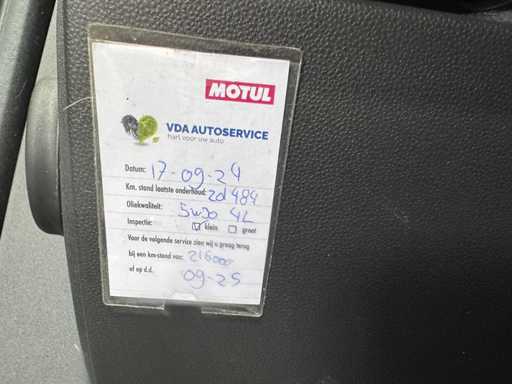 MOTUL
VDA AUTOSERVICE
hart voor uw auto
Datum: 17-09-24
Km. stand laatste onderhoud:
Oliekwaliteit: 5W30 4L
Inspectie: klein groot
Voor de volgende service zien wij u graag terug
bij een km-stand van: 216000
of op d.d. 09-25